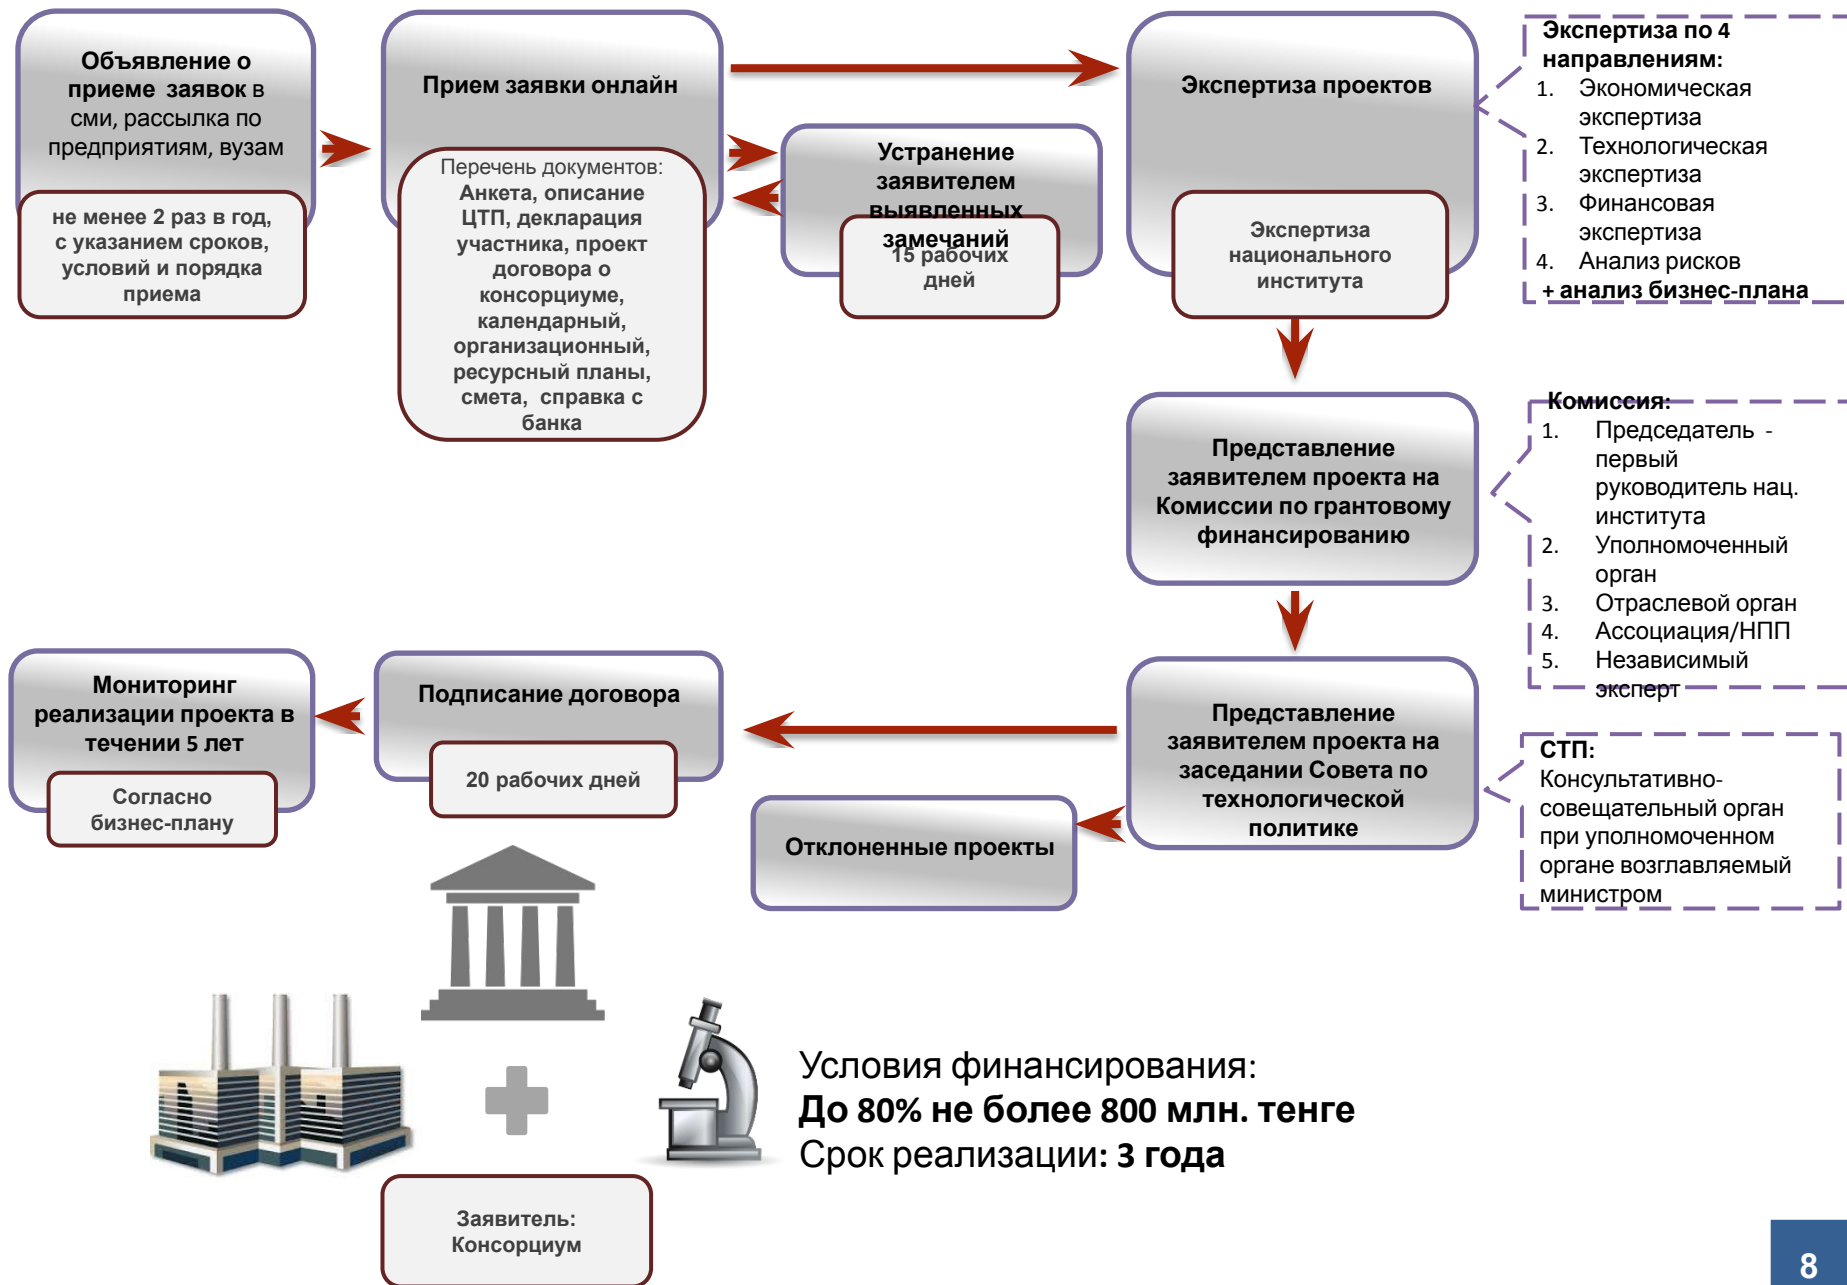 Объявление о
приеме заявок в
сми, рассылка по
предприятиям, вузам
не менее 2 раз в год,
с указанием сроков,
условий и порядка
приема
Прием заявки онлайн
Перечень документов:
Анкета, описание
ЦТП, декларация
участника, проект
договора о
консорциуме,
календарный,
организационный,
ресурсный планы,
смета, справка с
банка
Устранение
заявителем
выявленных
замечаний
15 рабочих
дней
Экспертиза проектов
Экспертиза
национального
института
Экспертиза по 4
направлениям:
1. Экономическая
экспертиза
2. Технологическая
экспертиза
3. Финансовая
экспертиза
4. Анализ рисков
+ анализ бизнес-плана
Представление
заявителем проекта на
Комиссии по грантовому
финансированию
Комиссия:
1. Председатель -
первый
руководитель нац.
института
2. Уполномоченный
орган
3. Отраслевой орган
4. Ассоциация/НПП
5. Независимый
эксперт
Представление
заявителем проекта на
заседании Совета по
технологической
политике
СТП:
Консультативно-
совещательный орган
при уполномоченном
органе возглавляемый
министром
Отклоненные проекты
Подписание договора
20 рабочих дней
Мониторинг
реализации проекта в
течении 5 лет
Согласно
бизнес-плану
Условия финансирования:
До 80% не более 800 млн. тенге
Срок реализации: 3 года
Заявитель:
Консорциум
8